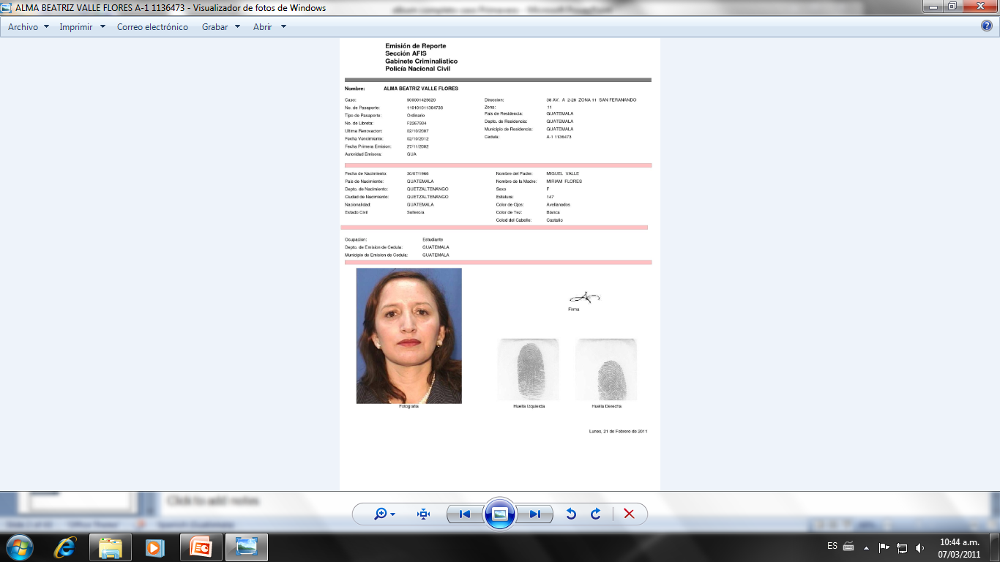 ALMA BEATRIZ VALLE FLORES A-1 1136473 - Visualizador de fotos de Windows
Archivo Imprimir Correo electrónico Grabar Abrir
Emisión de Reporte
Sección AFIS
Gabinete Criminalistico
Policía Nacional Civil
Nombre: ALMA BEATRIZ VALLE FLORES
Caso: 900001425620 Direccion: 38 AV. A 2-28 ZONA 11 SAN FERANANDO
No. de Pasaporte: 110101011364738 Zona: 11
Tipo de Pasaporte: Ordinario Pais de Residencia: GUATEMALA
No. de Libreta: F2267934 Depto. de Residencia: GUATEMALA
Ultima Renovacion: 02/10/2007 Municipio de Residencia: GUATEMALA
Fecha Vencimiento: 02/10/2012 Cedula: A-1 1136473
Fecha Primera Emision: 27/11/2002
Autoridad Emisora: GUA
Fecha de Nacimiento: 30/07/1966 Nombre del Padre: MIGUEL VALLE
Pais de Nacimiento: GUATEMALA Nombre de la Madre: MIRIAM FLORES
Depto. de Nacimiento: QUETZALTENANGO Sexo F
Ciudad de Nacimiento: QUETZALTENANGO Estatura: 147
Nacionalidad: GUATEMALA Color de Ojos: Avellanados
Estado Civil Soltero/a Color de Tez: Blanca
Colod del Cabello: Castaño
Ocupacion: Estudiante
Depto. de Emision de Cedula: GUATEMALA
Municipio de Emision de Cedula: GUATEMALA
Firma
Fotografia Huella Izquierda Huella Derecha
Lunes, 21 de Febrero de 2011
Click to add notes
ES 10:44 a.m.
07/03/2011